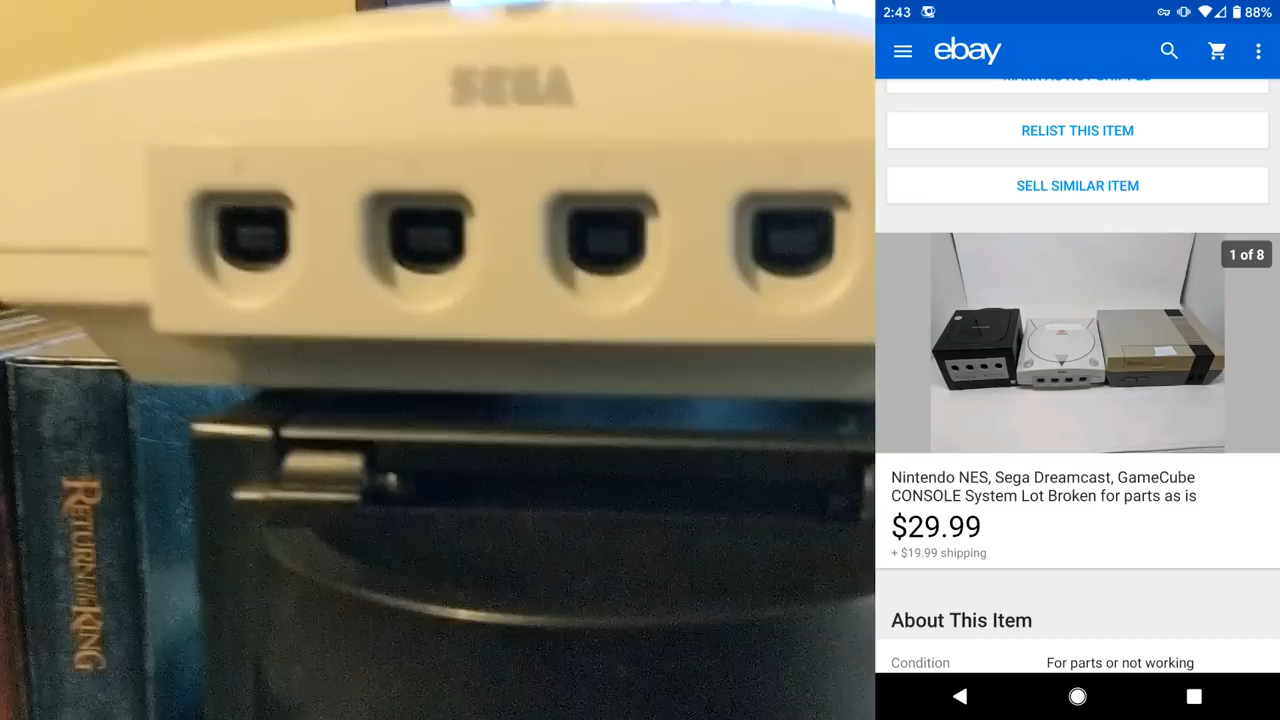 SEGA
RETURN
OF THE
KING
2:43
88%
ebay
RELIST THIS ITEM
SELL SIMILAR ITEM
1 of 8
Nintendo NES, Sega Dreamcast, GameCube
CONSOLE System Lot Broken for parts as is
$29.99
+ $19.99 shipping
About This Item
Condition
For parts or not working